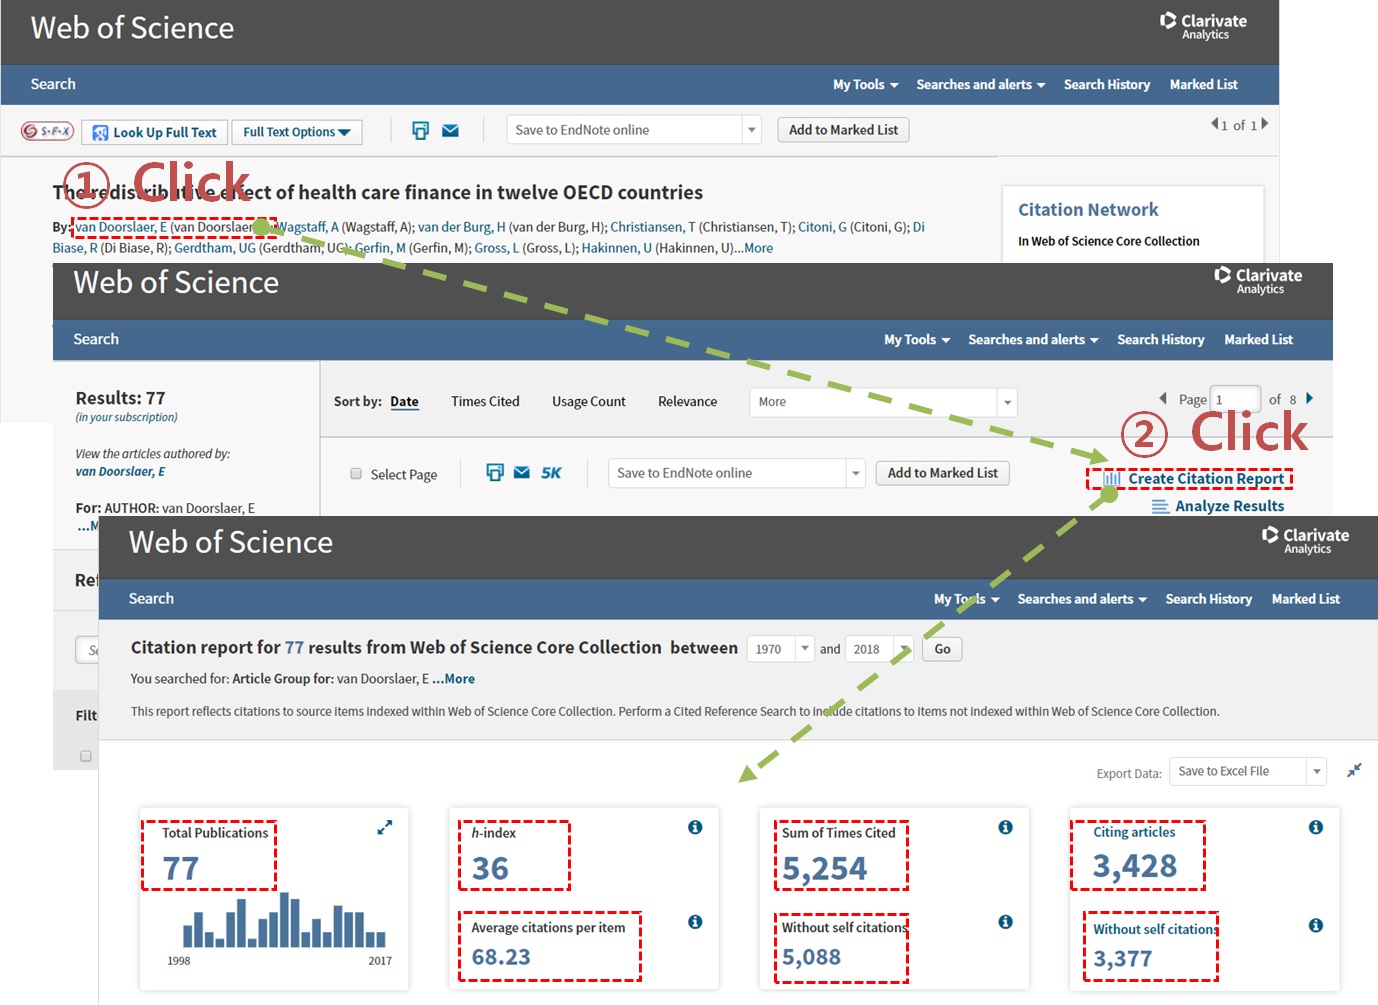 Web of Science
Clarivate
Analytics
Search
My Tools
Searches and alerts
Search History
Marked List
S·F·X
Look Up Full Text
Full Text Options
Save to EndNote online
Add to Marked List
1 of 1
① Click
The redistributive effect of health care finance in twelve OECD countries
By: van Doorslaer, E (van Doorslaer Wagstaff, A (Wagstaff, A); van der Burg, H (van der Burg, H); Christiansen, T (Christiansen, T); Citoni, G (Citoni, G); Di
Biase, R (Di Biase, R); Gerdtham, UG (Gerdtham, UG); Gerfin, M (Gerfin, M); Gross, L (Gross, L); Hakinnen, U (Hakinnen, U)...More
Citation Network
In Web of Science Core Collection
Web of Science
Clarivate
Analytics
Search
My Tools
Searches and alerts
Search History
Marked List
Results: 77
(in your subscription)
Sort by: Date
Times Cited
Usage Count
Relevance
More
Page 1 of 8
② Click
View the articles authored by:
van Doorslaer, E
Select Page
5K
Save to EndNote online
Add to Marked List
Create Citation Report
Analyze Results
For: AUTHOR: van Doorslaer, E
...M
Ref
Se
Filt
Web of Science
Clarivate
Analytics
Search
My Tools
Searches and alerts
Search History
Marked List
Citation report for 77 results from Web of Science Core Collection between 1970 and 2018 Go
You searched for: Article Group for: van Doorslaer, E ...More
This report reflects citations to source items indexed within Web of Science Core Collection. Perform a Cited Reference Search to include citations to items not indexed within Web of Science Core Collection.
Export Data: Save to Excel File
Total Publications
77
1998
2017
h-index
36
Average citations per item
68.23
Sum of Times Cited
5,254
Without self citations
5,088
Citing articles
3,428
Without self citations
3,377